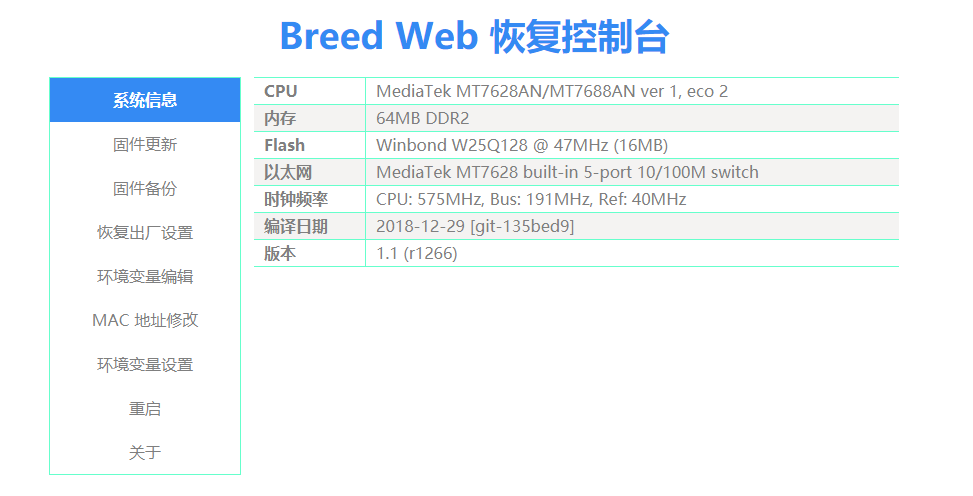 Breed Web 恢复控制台
系统信息
固件更新
固件备份
恢复出厂设置
环境变量编辑
MAC 地址修改
环境变量设置
重启
关于
CPU MediaTek MT7628AN/MT7688AN ver 1, eco 2
内存 64MB DDR2
Flash Winbond W25Q128 @ 47MHz (16MB)
以太网 MediaTek MT7628 built-in 5-port 10/100M switch
时钟频率 CPU: 575MHz, Bus: 191MHz, Ref: 40MHz
编译日期 2018-12-29 [git-135bed9]
版本 1.1 (r1266)